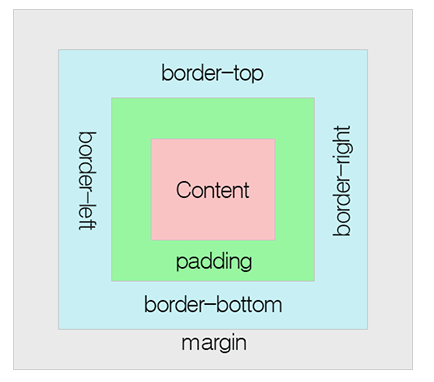 border-top
border-left
border-right
Content
padding
border-bottom
margin